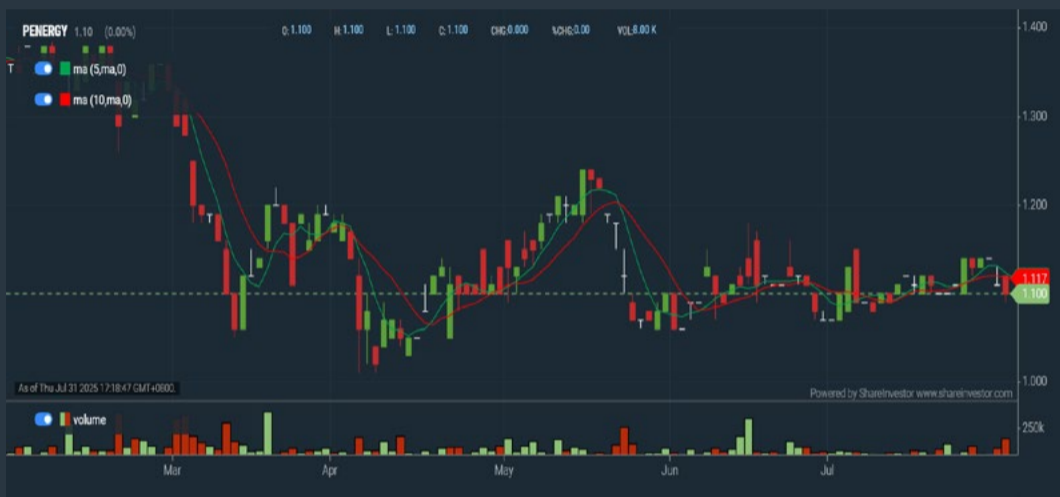 PENERGY 1.10 (0.00%) O:1.100 H:1.100 L:1.100 C:1.100 CHG:0.000 %CHG:0.00 VOL:8.00 K
ma (5,ma,0)
ma (10,ma,0)
1.400
1.300
1.200
1.117
1.100
1.000
As of Thu Jul 31 2025 17:18:47 GMT+0800.
Powered by ShareInvestor www.shareinvestor.com
volume
250k
Mar Apr May Jun Jul